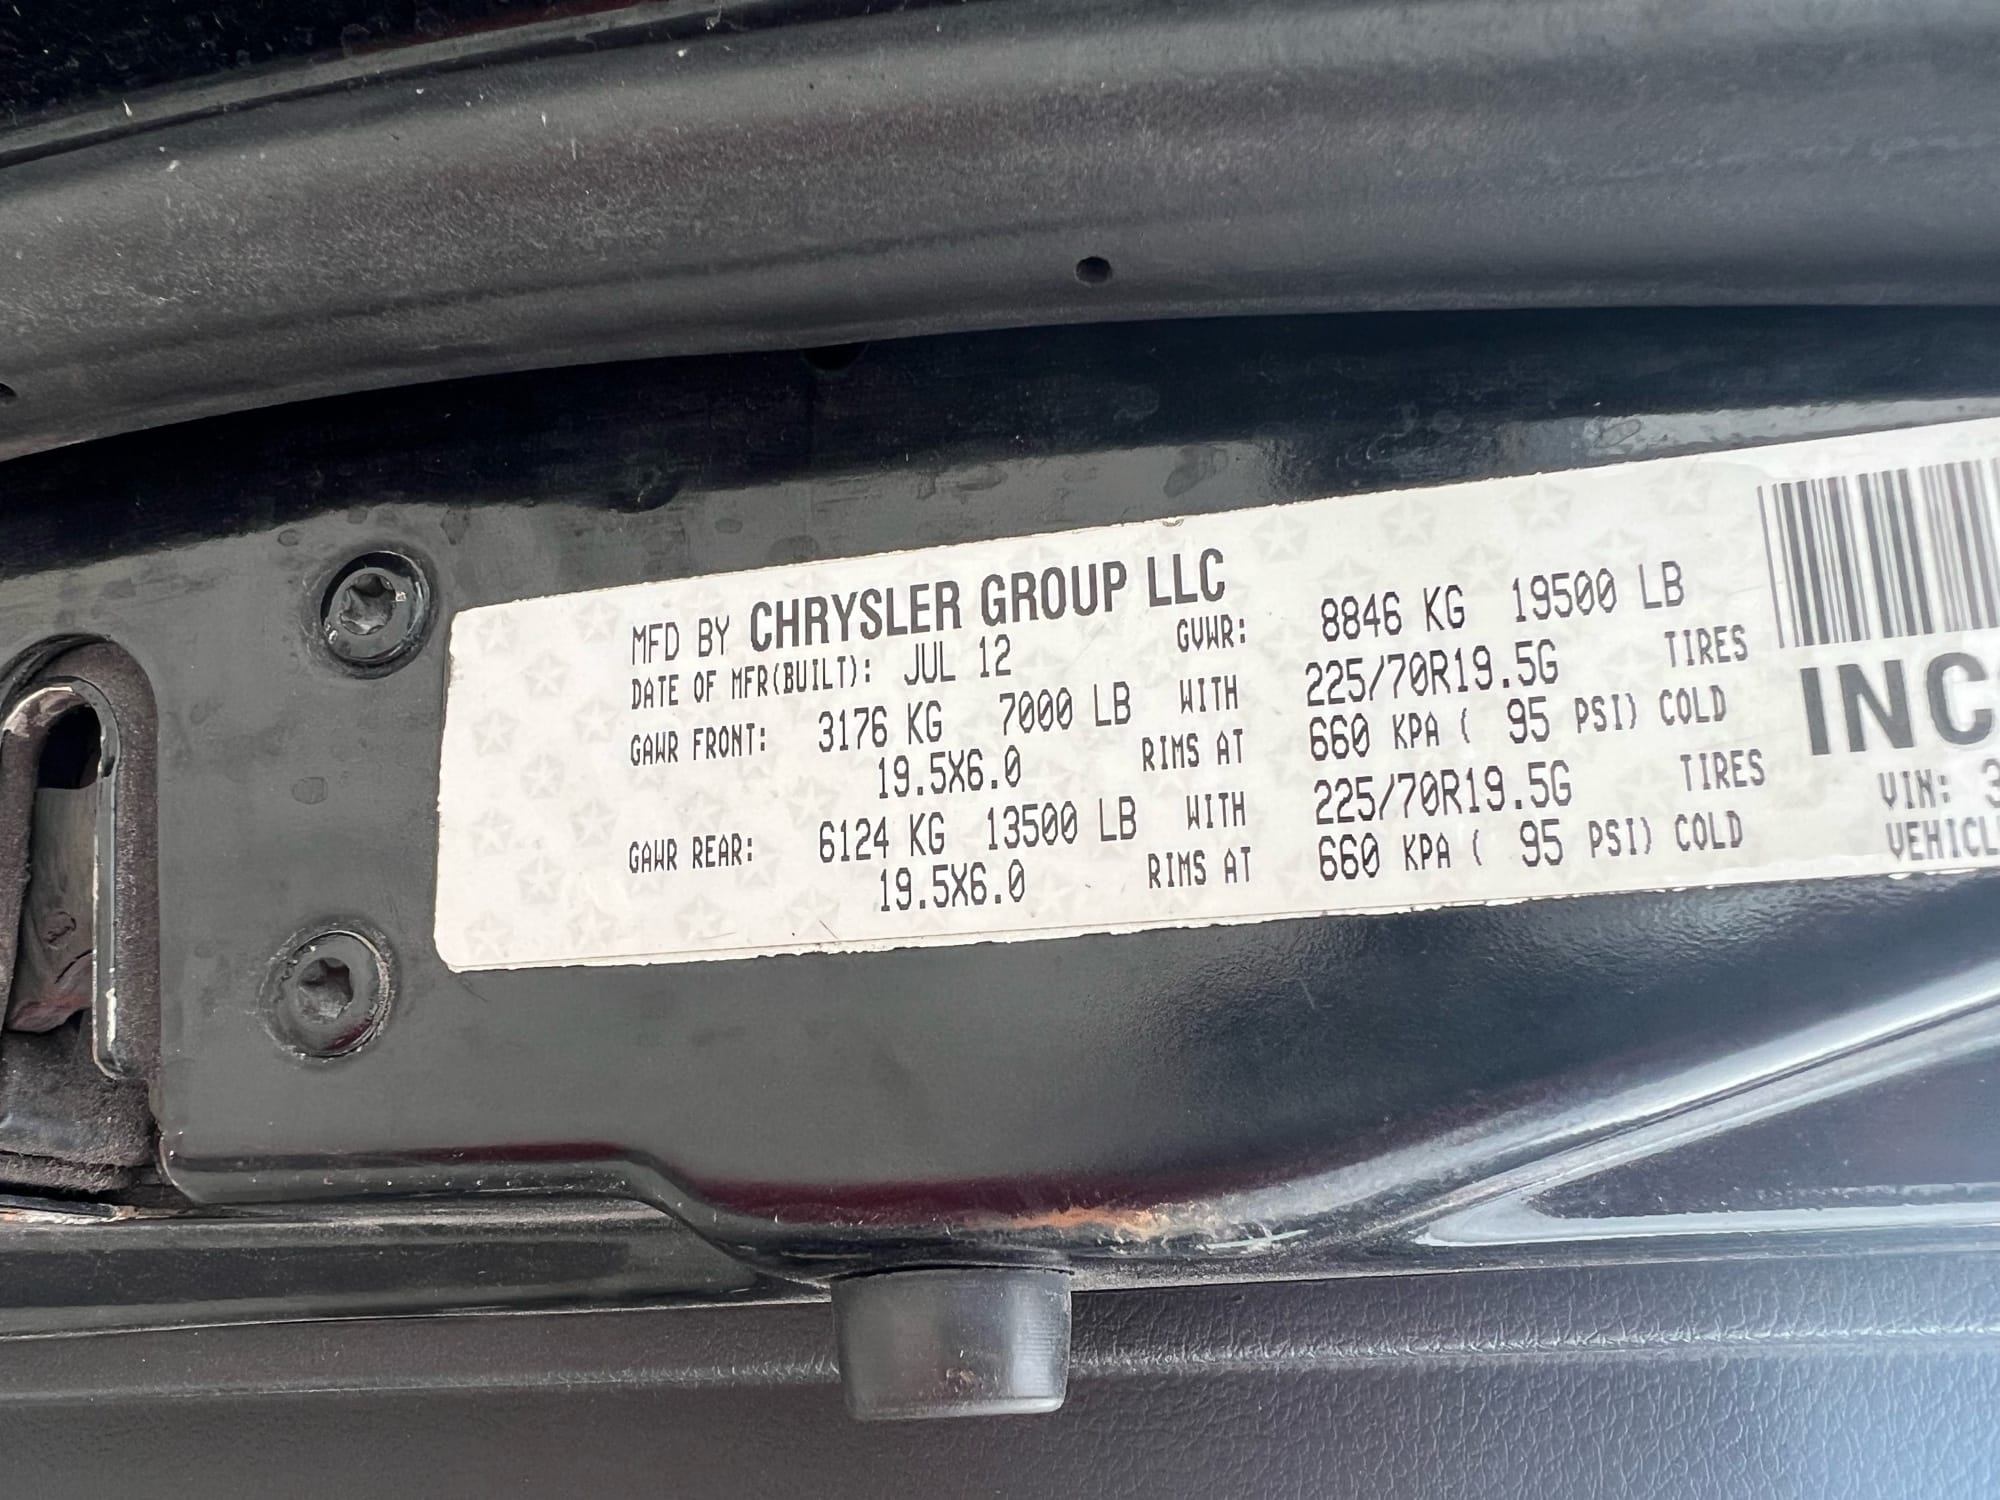 MFD BY CHRYSLER GROUP LLC
DATE OF MFR(BUILT): JUL 12 GVWR: 8846 KG 19500 LB
GAWR FRONT: 3176 KG 7000 LB WITH 225/70R19.5G TIRES
19.5X6.0 RIMS AT 660 KPA ( 95 PSI) COLD
GAWR REAR: 6124 KG 13500 LB WITH 225/70R19.5G TIRES
19.5X6.0 RIMS AT 660 KPA ( 95 PSI) COLD
INC
VIN: 3
VEHICL